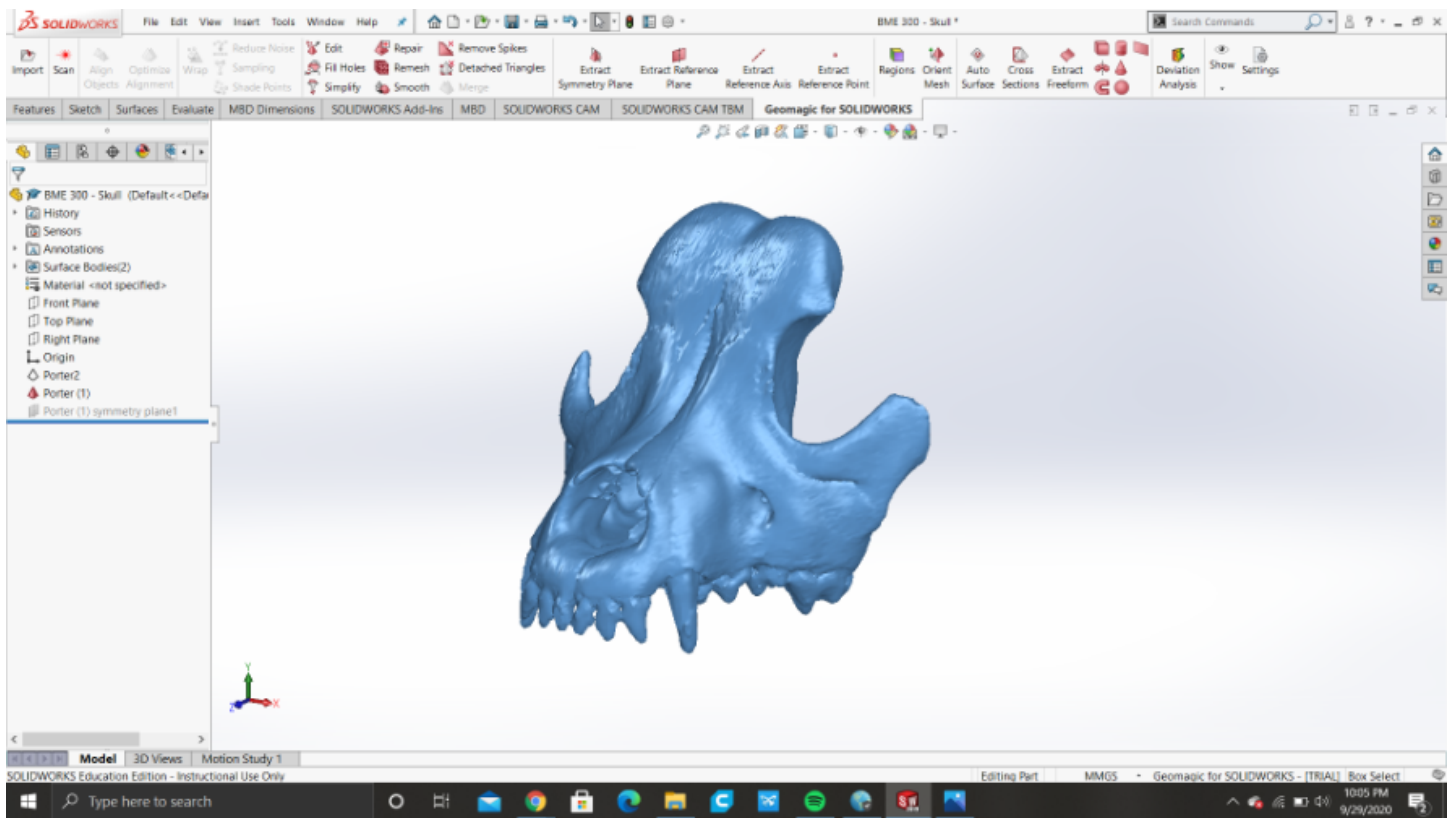 SOLIDWORKS File Edit View Insert Tools Window Help BME 300 - Skull * Search Commands
Import Scan Align Objects Optimize Alignment Wrap Reduce Noise Sampling Shade Points Edit Fill Holes Simplify Repair Remesh Smooth Remove Spikes Detached Triangles Merge Extract Symmetry Plane Extract Reference Plane Extract Reference Axis Extract Reference Point Regions Orient Mesh Auto Surface Cross Sections Extract Freeform Deviation Analysis Show Settings
Features Sketch Surfaces Evaluate MBD Dimensions SOLIDWORKS Add-Ins MBD SOLIDWORKS CAM SOLIDWORKS CAM TBM Geomagic for SOLIDWORKS
BME 300 - Skull (Default<<Defau
History
Sensors
Annotations
Surface Bodies(2)
Material <not specified>
Front Plane
Top Plane
Right Plane
Origin
Porter2
Porter (1)
Porter (1) symmetry plane1
Y
Z X
Model 3D Views Motion Study 1
SOLIDWORKS Education Edition - Instructional Use Only Editing Part MMGS Geomagic for SOLIDWORKS - [TRIAL] Box Select
Type here to search 10:05 PM
9/29/2020